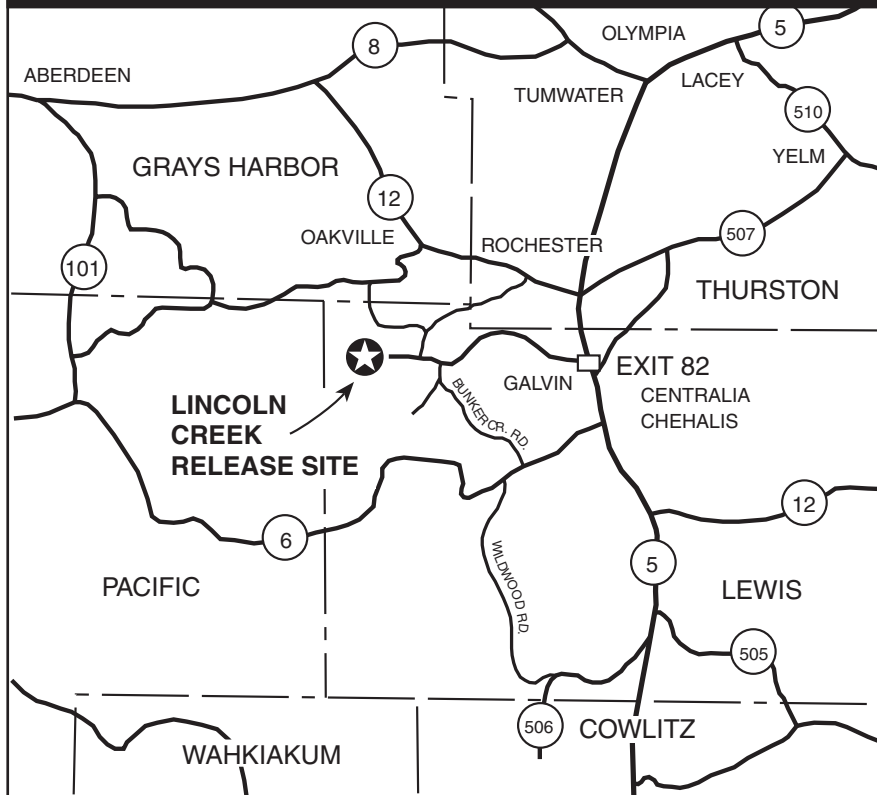 OLYMPIA
5
8
ABERDEEN
LACEY
TUMWATER
510
YELM
GRAYS HARBOR
12
OAKVILLE
ROCHESTER
507
101
THURSTON
EXIT 82
GALVIN
CENTRALIA
CHEHALIS
BUNKER CR. RD.
LINCOLN
CREEK
RELEASE SITE
12
6
WILDWOOD RD.
5
PACIFIC
LEWIS
505
506
COWLITZ
WAHKIAKUM